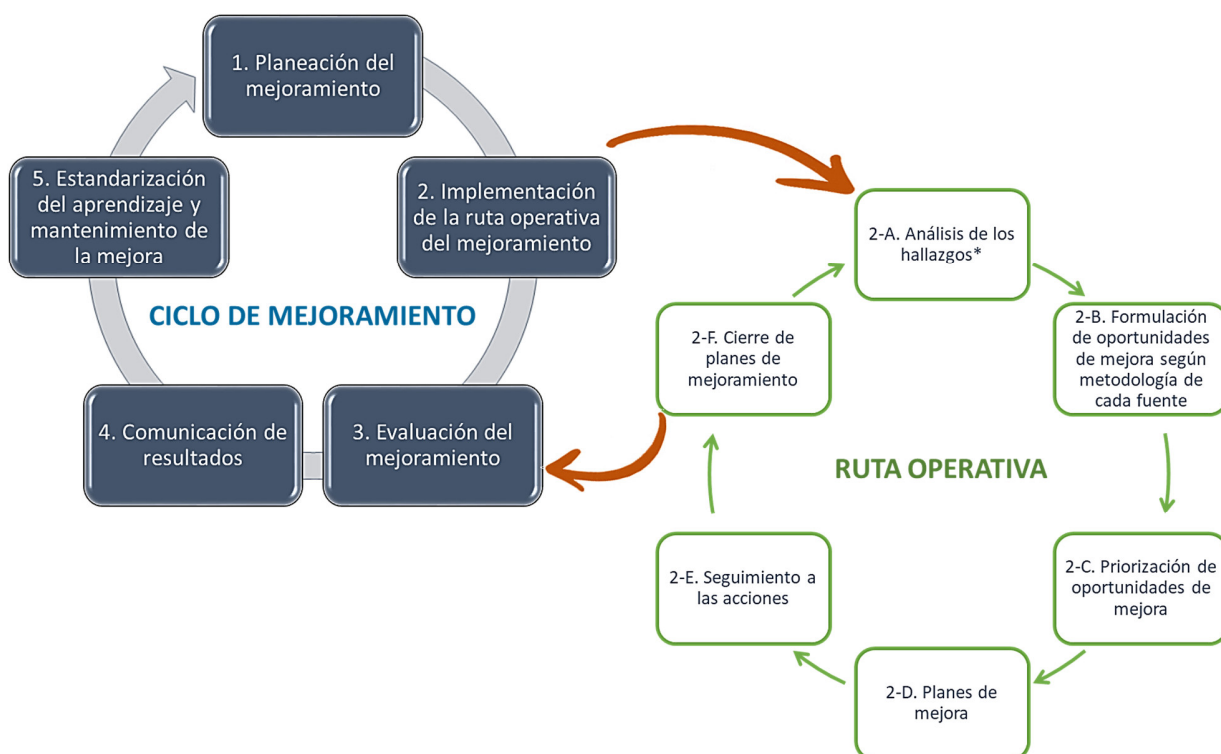 1. Planeación del
mejoramiento
2. Implementación
de la ruta operativa
del mejoramiento
3. Evaluación del
mejoramiento
4. Comunicación de
resultados
5. Estandarización
del aprendizaje y
mantenimiento de
la mejora
CICLO DE MEJORAMIENTO
2-A. Análisis de los
hallazgos*
2-B. Formulación
de oportunidades
de mejora según
metodología de
cada fuente
2-C. Priorización de
oportunidades de
mejora
2-D. Planes de
mejora
2-E. Seguimiento a
las acciones
2-F. Cierre de
planes de
mejoramiento
RUTA OPERATIVA